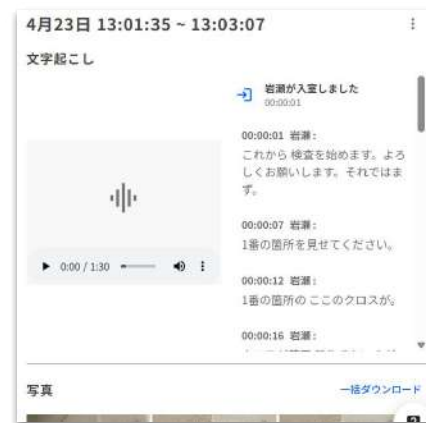 4月23日 13:01:35 ~ 13:03:07
文字起こし
岩瀬が入室しました
00:00:01
00:00:01 岩瀬：
これから 検査を始めます。よろ
しくお願いします。それではま
ず。
00:00:07 岩瀬：
1番の箇所を見せてください。
00:00:12 岩瀬：
1番の箇所の ここのクロスが。
0:00 / 1:30
00:00:16 岩瀬：
写真
一括ダウンロード